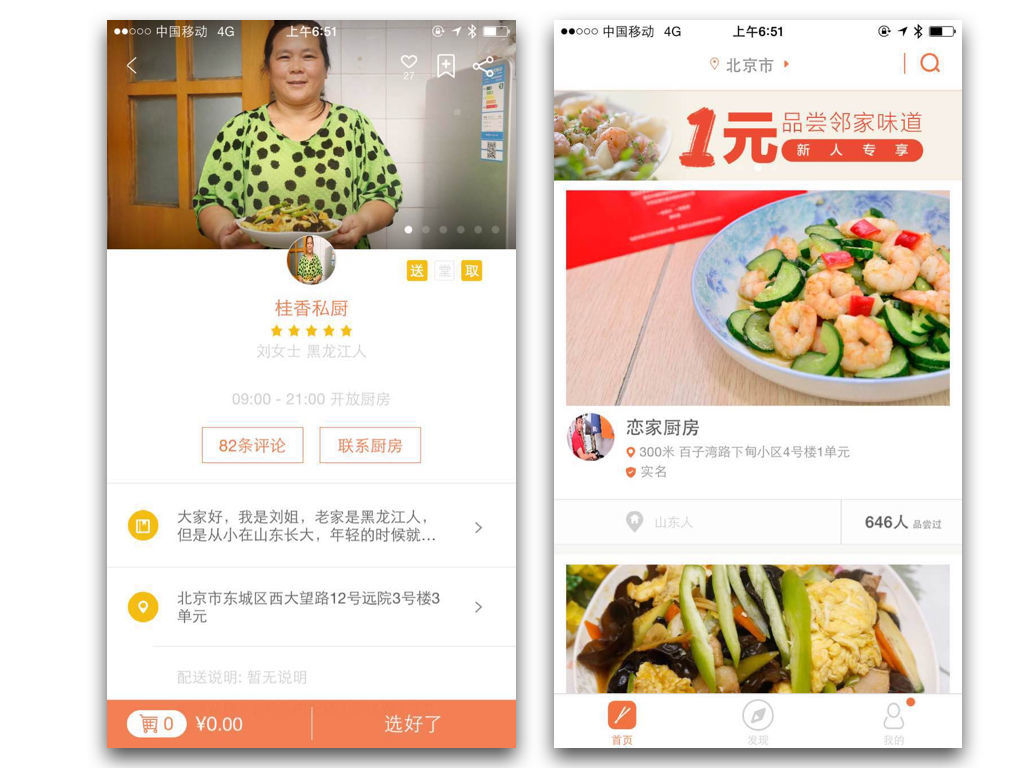 中国移动 4G 上午6:51
27
送 堂 取
桂香私厨
刘女士 黑龙江人
09:00 - 21:00 开放厨房
82条评论 联系厨房
大家好，我是刘姐，老家是黑龙江人，
但是从小在山东长大，年轻的时候就...
北京市东城区西大望路12号远院3号楼3
单元
配送说明: 暂无说明
0 ¥0.00 选好了
中国移动 4G 上午6:51
北京市
1元 品尝邻家味道
新人专享
恋家厨房
300米 百子湾路下甸小区4号楼1单元
实名
山东人 646人 品尝过
首页 发现 我的